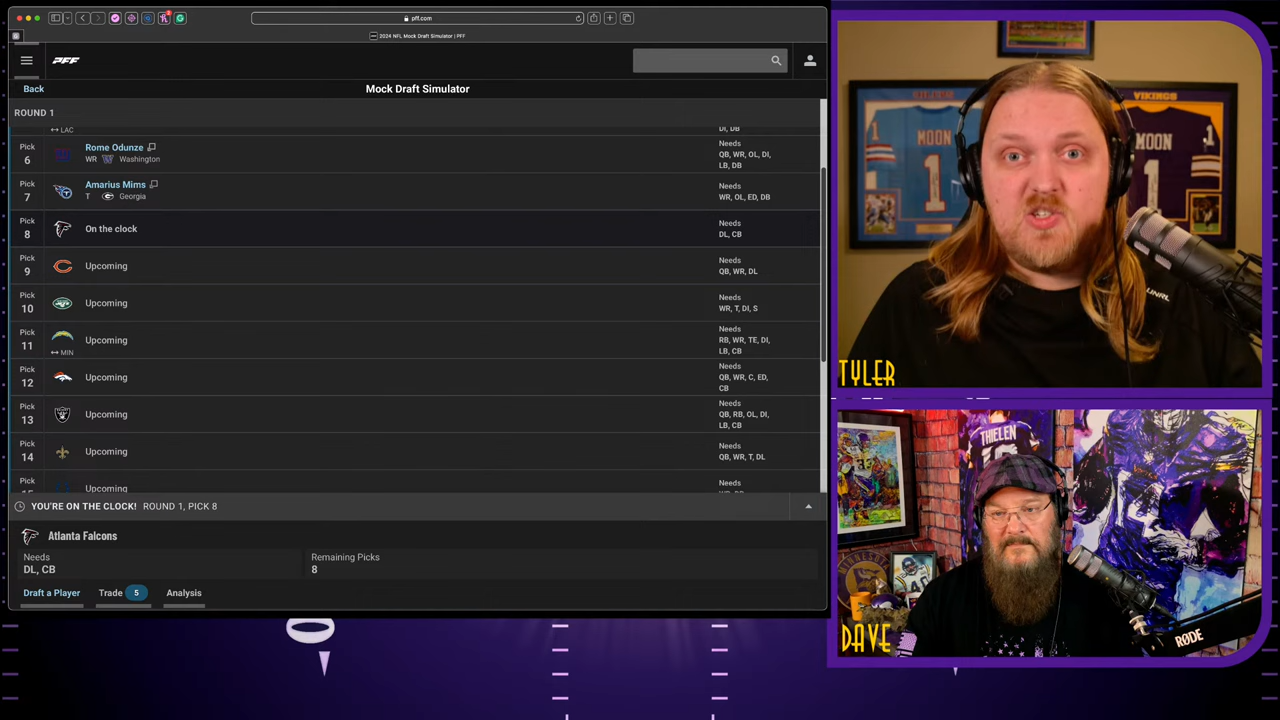 pff.com
2024 NFL Mock Draft Simulator | PFF
PFF
Back
Mock Draft Simulator
ROUND 1
LAC
DI, DB
Pick 6
Rome Odunze
WR Washington
Needs
QB, WR, OL, DI,
LB, DB
Pick 7
Amarius Mims
T Georgia
Needs
WR, OL, ED, DB
Pick 8
On the clock
Needs
DL, CB
Pick 9
Upcoming
Needs
QB, WR, DL
Pick 10
Upcoming
Needs
WR, T, DI, S
Pick 11
Upcoming
MIN
Needs
RB, WR, TE, DI,
LB, CB
Pick 12
Upcoming
Needs
QB, WR, C, ED,
CB
Pick 13
Upcoming
Needs
QB, RB, OL, DI,
LB, CB
Pick 14
Upcoming
Needs
QB, WR, T, DL
Upcoming
YOU'RE ON THE CLOCK! ROUND 1, PICK 8
Atlanta Falcons
Needs
DL, CB
Remaining Picks
8
Draft a Player
Trade 5
Analysis
VIKINGS
MOON
1
MOON
1
1
1
TYLER
THIELEN
RØDE
DAVE
0